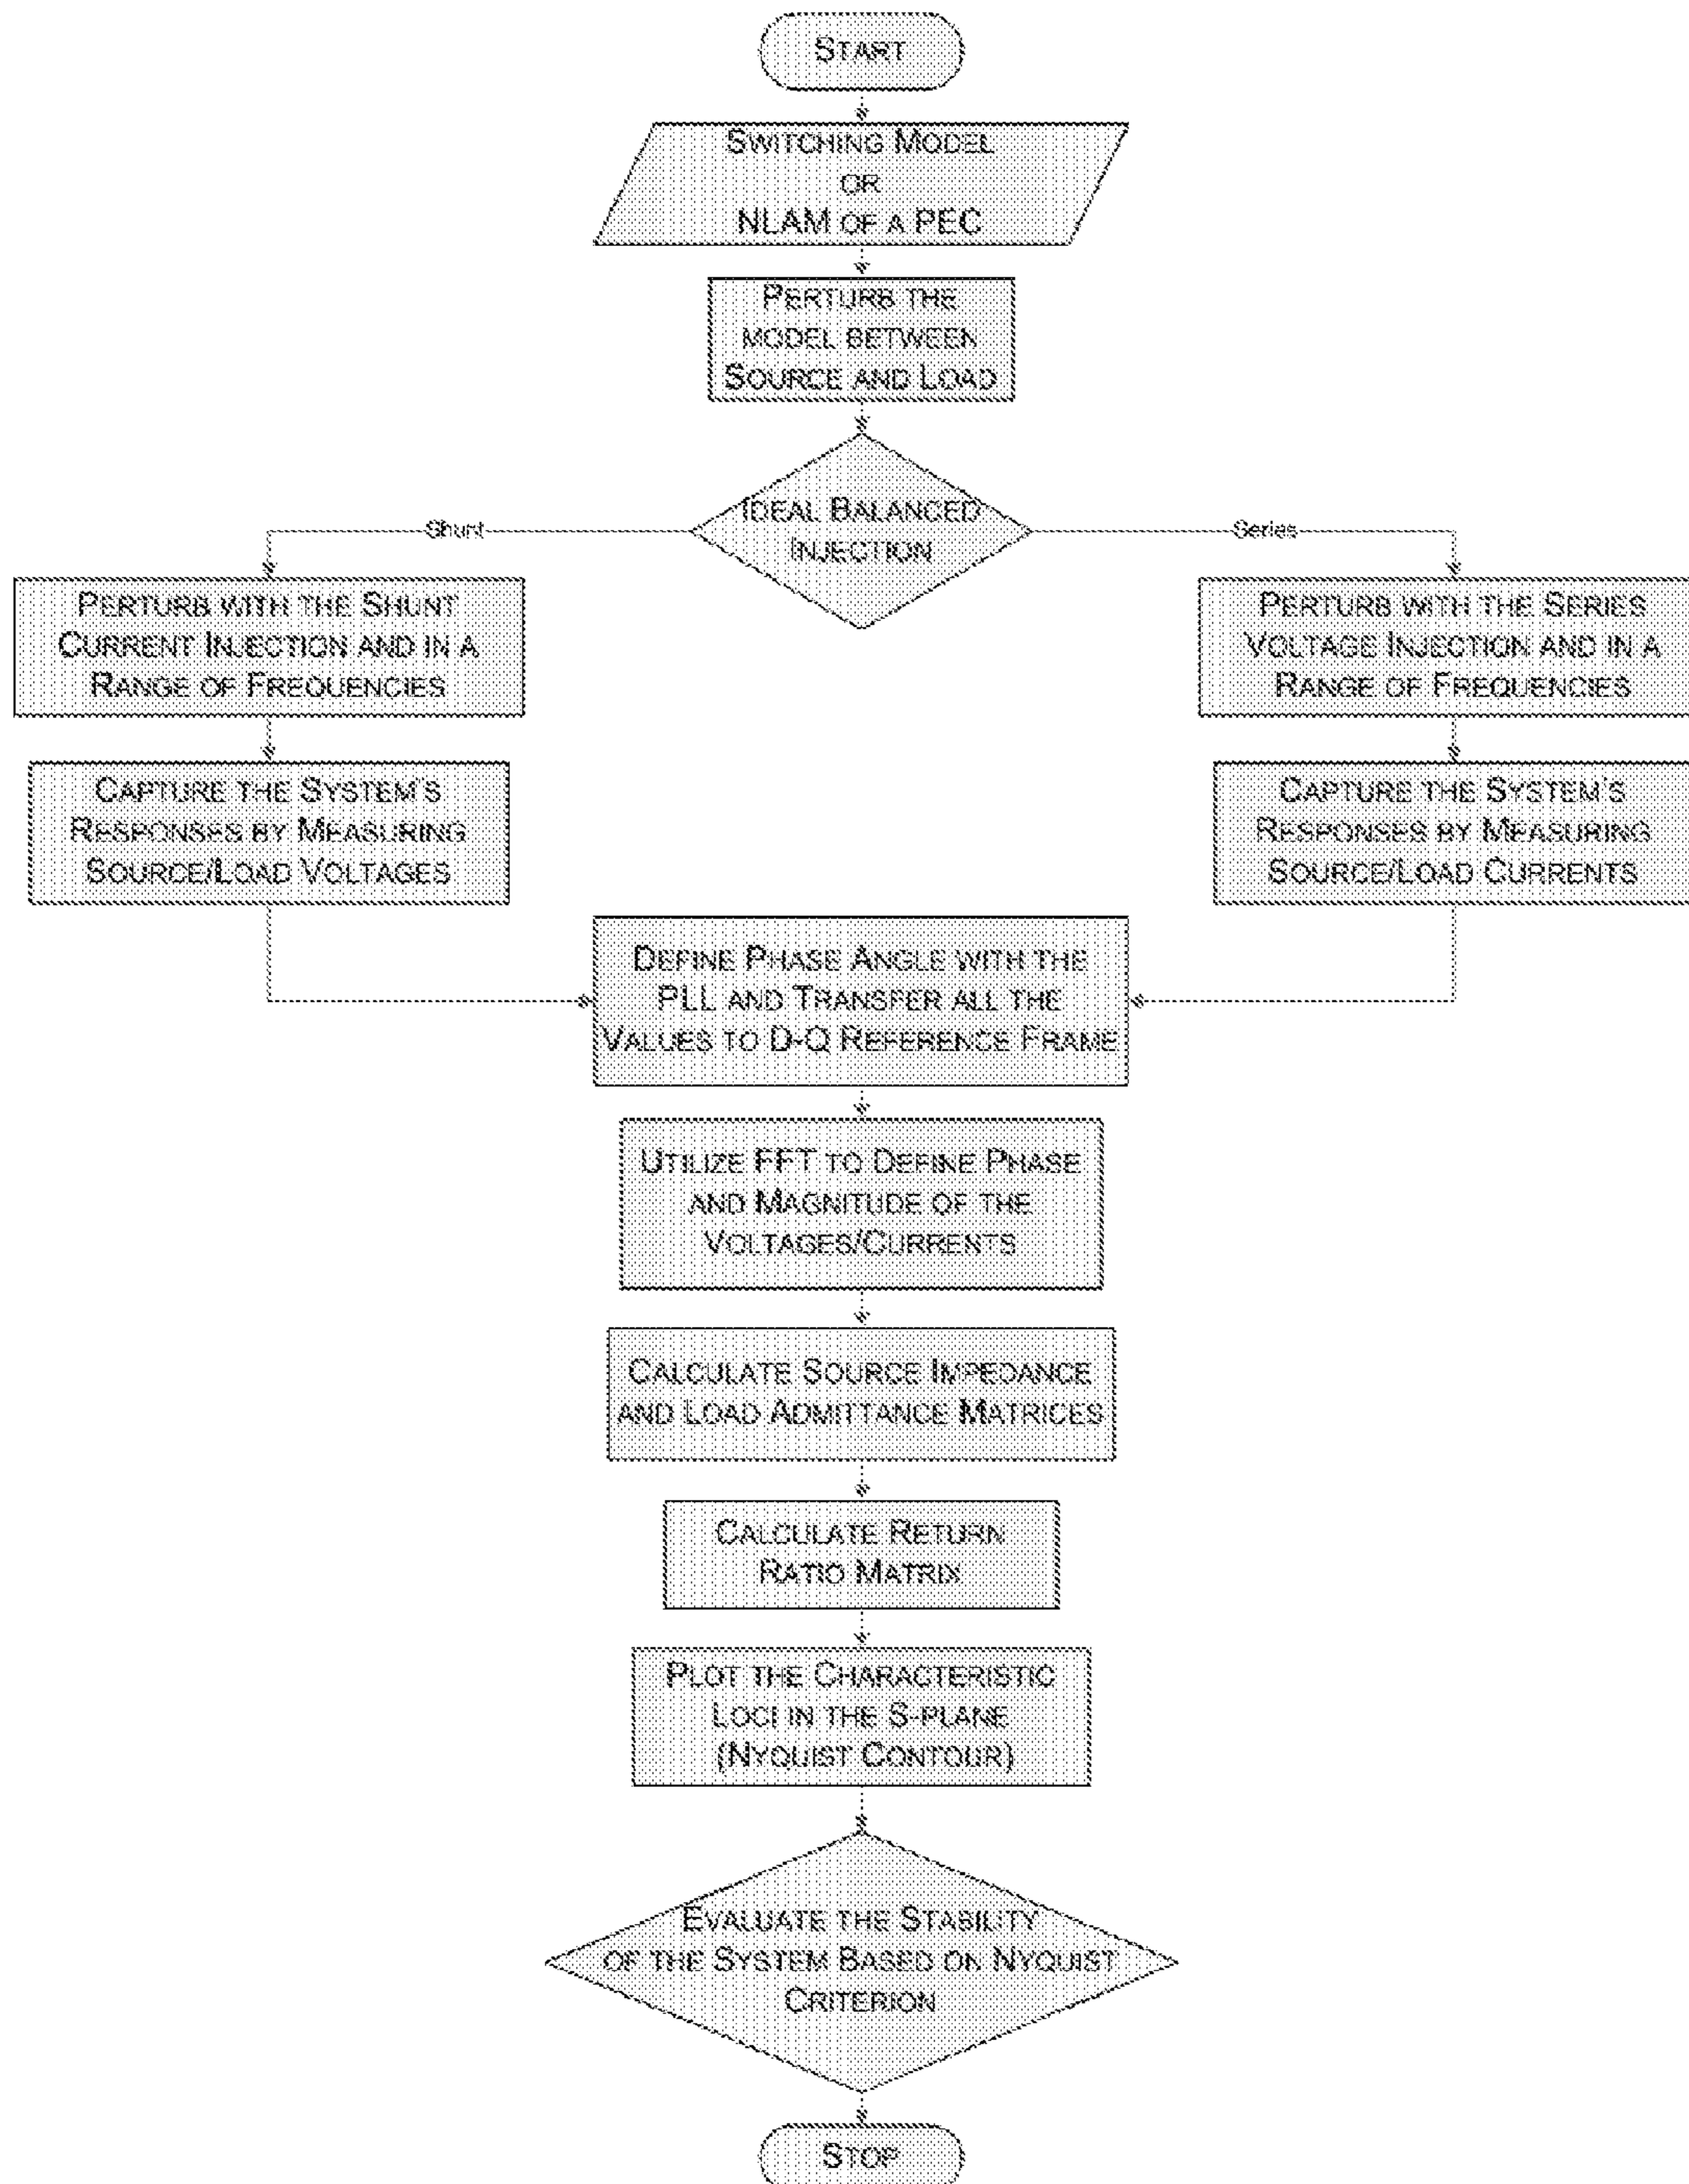 START
SWITCHING MODEL
OR
NLAM OF A PEC
PERTURB THE
MODEL BETWEEN
SOURCE AND LOAD
IDEAL BALANCED
INJECTION
Shunt
Series
PERTURB WITH THE SHUNT
CURRENT INJECTION AND IN A
RANGE OF FREQUENCIES
PERTURB WITH THE SERIES
VOLTAGE INJECTION AND IN A
RANGE OF FREQUENCIES
CAPTURE THE SYSTEM'S
RESPONSES BY MEASURING
SOURCE/LOAD VOLTAGES
CAPTURE THE SYSTEM'S
RESPONSES BY MEASURING
SOURCE/LOAD CURRENTS
DEFINE PHASE ANGLE WITH THE
PLL AND TRANSFER ALL THE
VALUES TO D-Q REFERENCE FRAME
UTILIZE FFT TO DEFINE PHASE
AND MAGNITUDE OF THE
VOLTAGES/CURRENTS
CALCULATE SOURCE IMPEDANCE
AND LOAD ADMITTANCE MATRICES
CALCULATE RETURN
RATIO MATRIX
PLOT THE CHARACTERISTIC
LOCI IN THE S-PLANE
(NYQUIST CONTOUR)
EVALUATE THE STABILITY
OF THE SYSTEM BASED ON NYQUIST
CRITERION
STOP